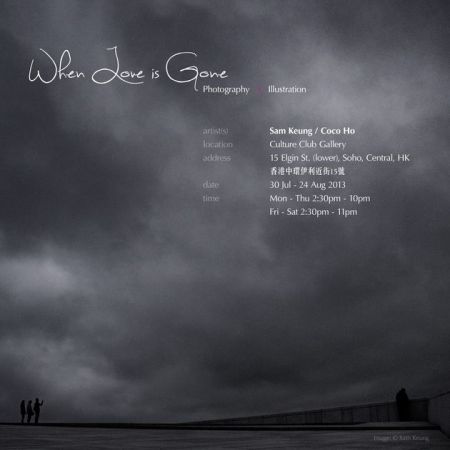 When Love is Gone
Photography x Illustration
artist(s) Sam Keung / Coco Ho
location Culture Club Gallery
address 15 Elgin St. (lower), Soho, Central, HK
香港中環伊利近街15號
date 30 Jul - 24 Aug 2013
time Mon - Thu 2:30pm - 10pm
Fri - Sat 2:30pm - 11pm
Image: © Sam Keung